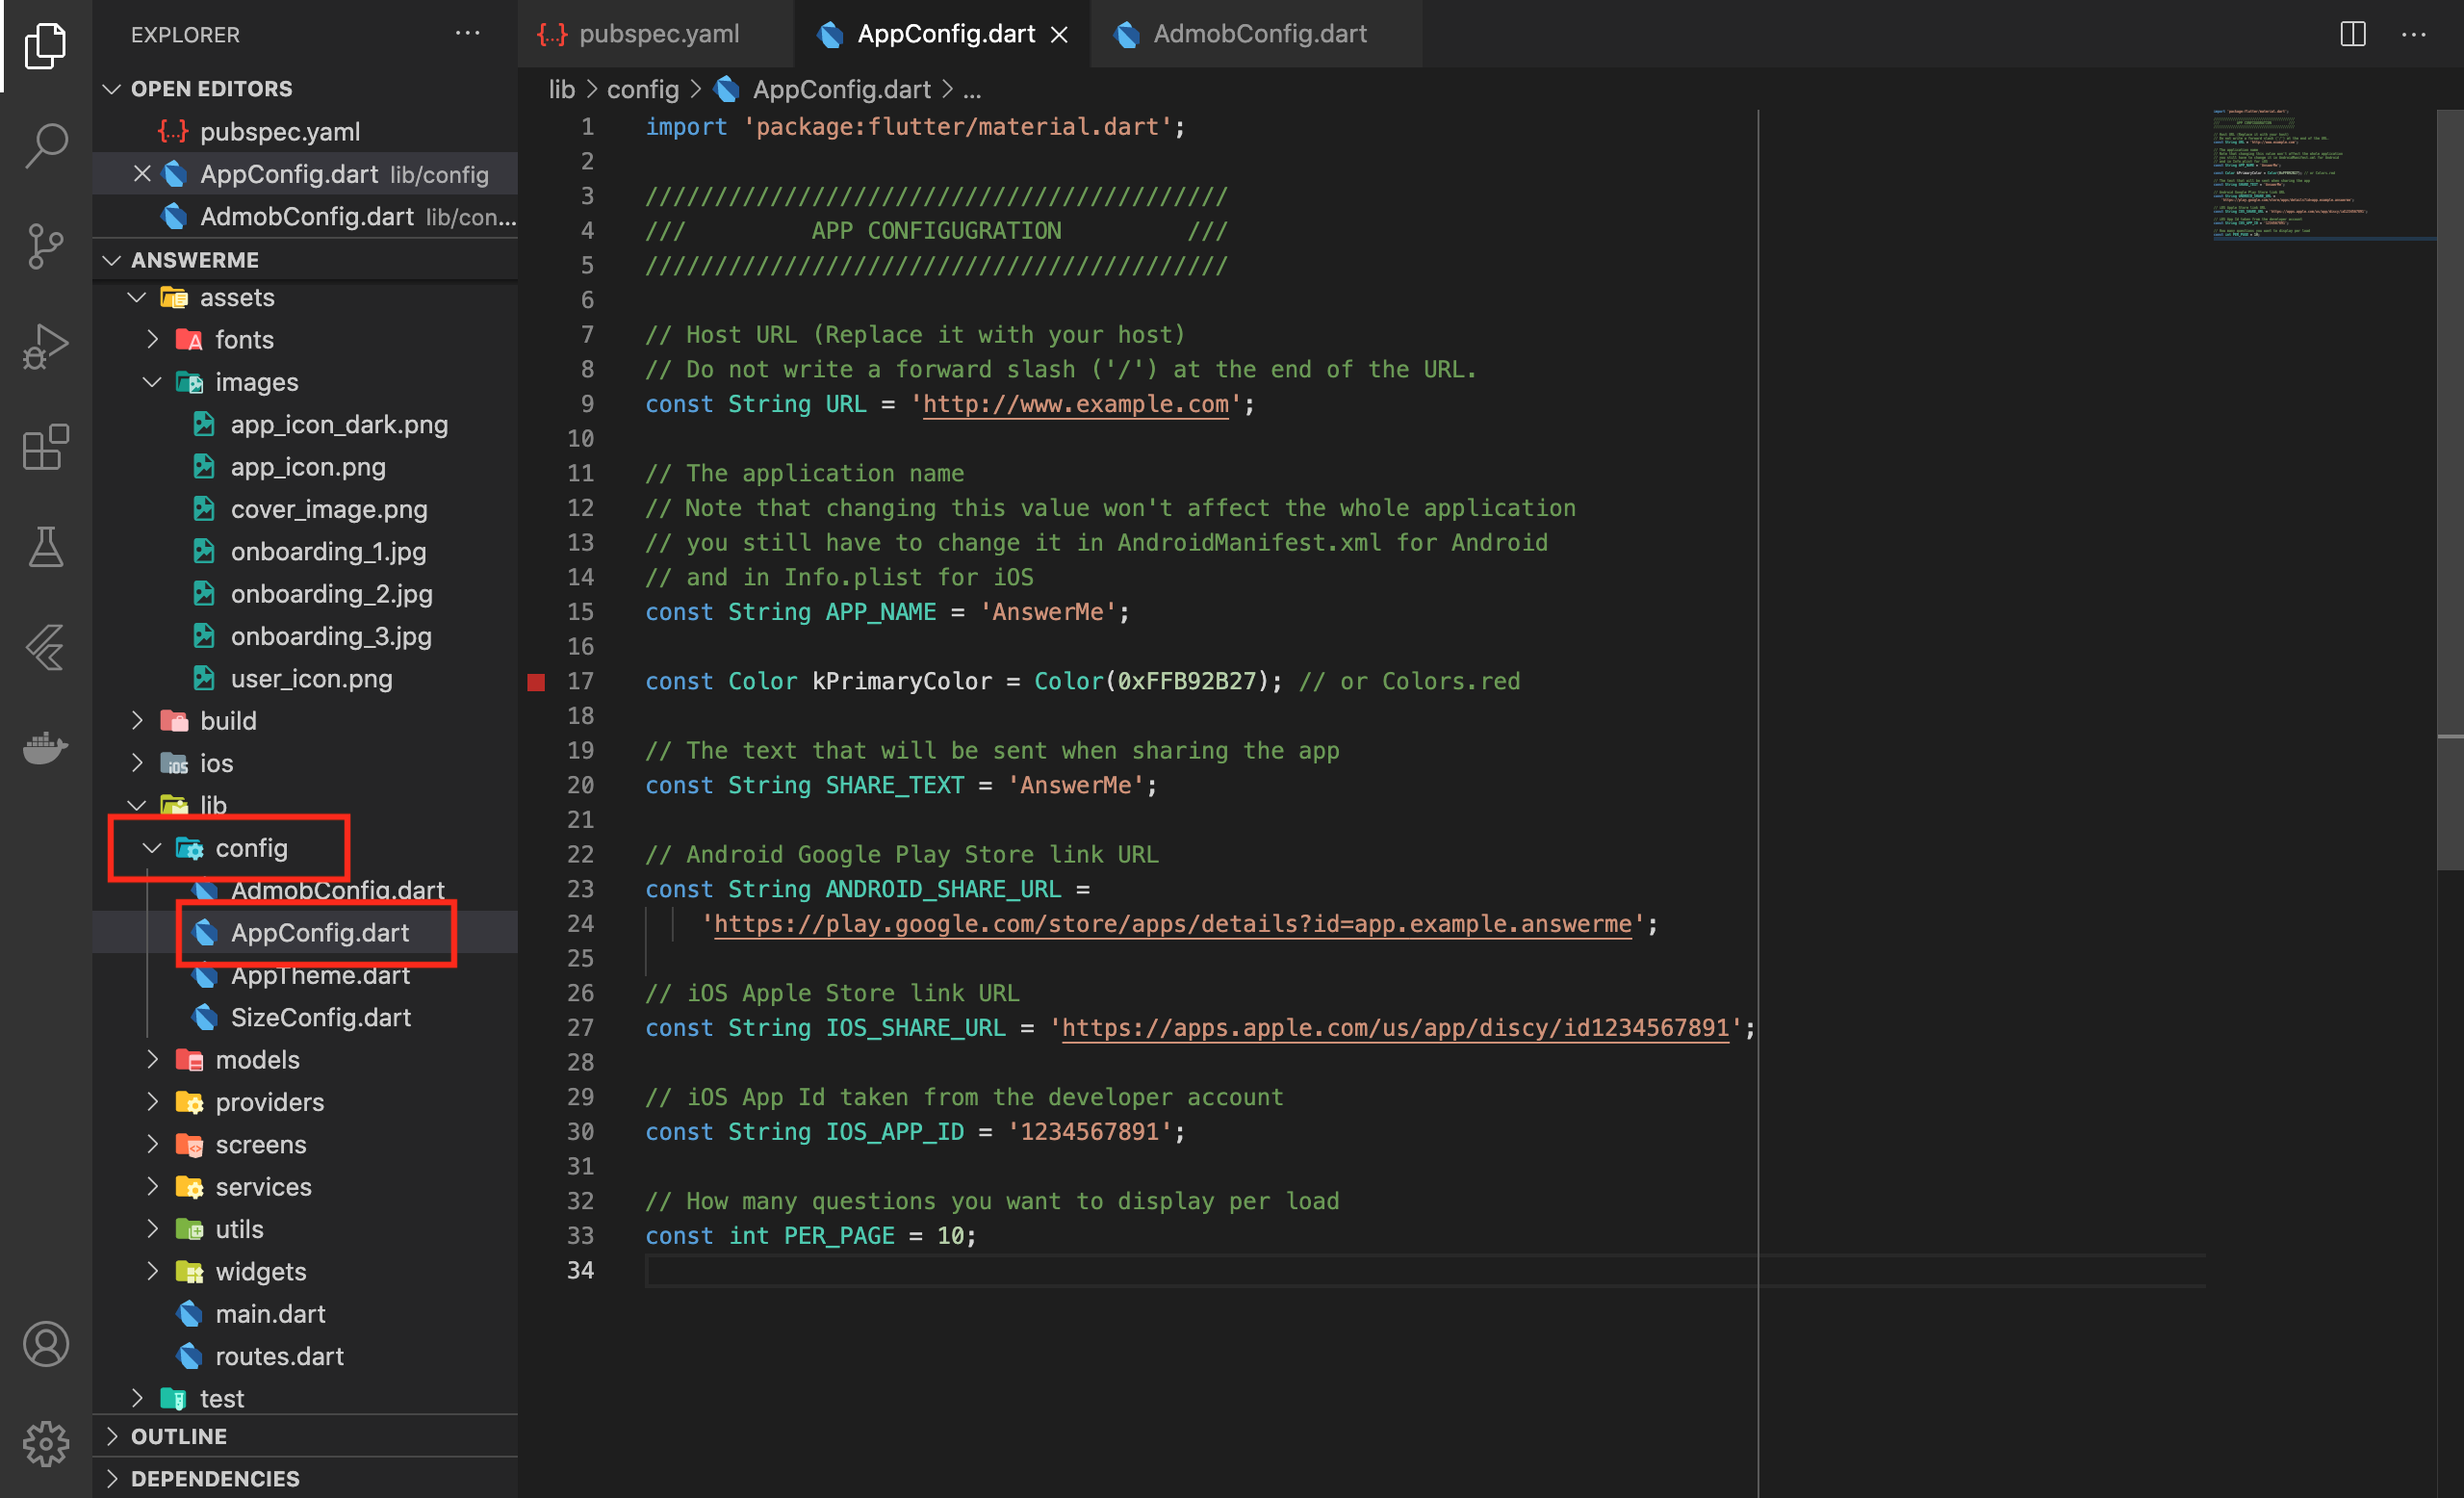 EXPLORER
OPEN EDITORS
pubspec.yaml
AppConfig.dart lib/config
AdmobConfig.dart lib/con...
ANSWERME
assets
fonts
images
app_icon_dark.png
app_icon.png
cover_image.png
onboarding_1.jpg
onboarding_2.jpg
onboarding_3.jpg
user_icon.png
build
ios
lib
config
AdmobConfig.dart
AppConfig.dart
AppTheme.dart
SizeConfig.dart
models
providers
screens
services
utils
widgets
main.dart
routes.dart
test
OUTLINE
DEPENDENCIES
pubspec.yaml
AppConfig.dart
AdmobConfig.dart
lib > config > AppConfig.dart > ...
1 import 'package:flutter/material.dart';
2
3 //////////////////////////////////////////
4 ///         APP CONFIGUGRATION         ///
5 //////////////////////////////////////////
6
7 // Host URL (Replace it with your host)
8 // Do not write a forward slash ('/') at the end of the URL.
9 const String URL = 'http://www.example.com';
10
11 // The application name
12 // Note that changing this value won't affect the whole application
13 // you still have to change it in AndroidManifest.xml for Android
14 // and in Info.plist for iOS
15 const String APP_NAME = 'AnswerMe';
16
17 const Color kPrimaryColor = Color(0xFFB92B27); // or Colors.red
18
19 // The text that will be sent when sharing the app
20 const String SHARE_TEXT = 'AnswerMe';
21
22 // Android Google Play Store link URL
23 const String ANDROID_SHARE_URL =
24     'https://play.google.com/store/apps/details?id=app.example.answerme';
25
26 // iOS Apple Store link URL
27 const String IOS_SHARE_URL = 'https://apps.apple.com/us/app/discy/id1234567891';
28
29 // iOS App Id taken from the developer account
30 const String IOS_APP_ID = '1234567891';
31
32 // How many questions you want to display per load
33 const int PER_PAGE = 10;
34